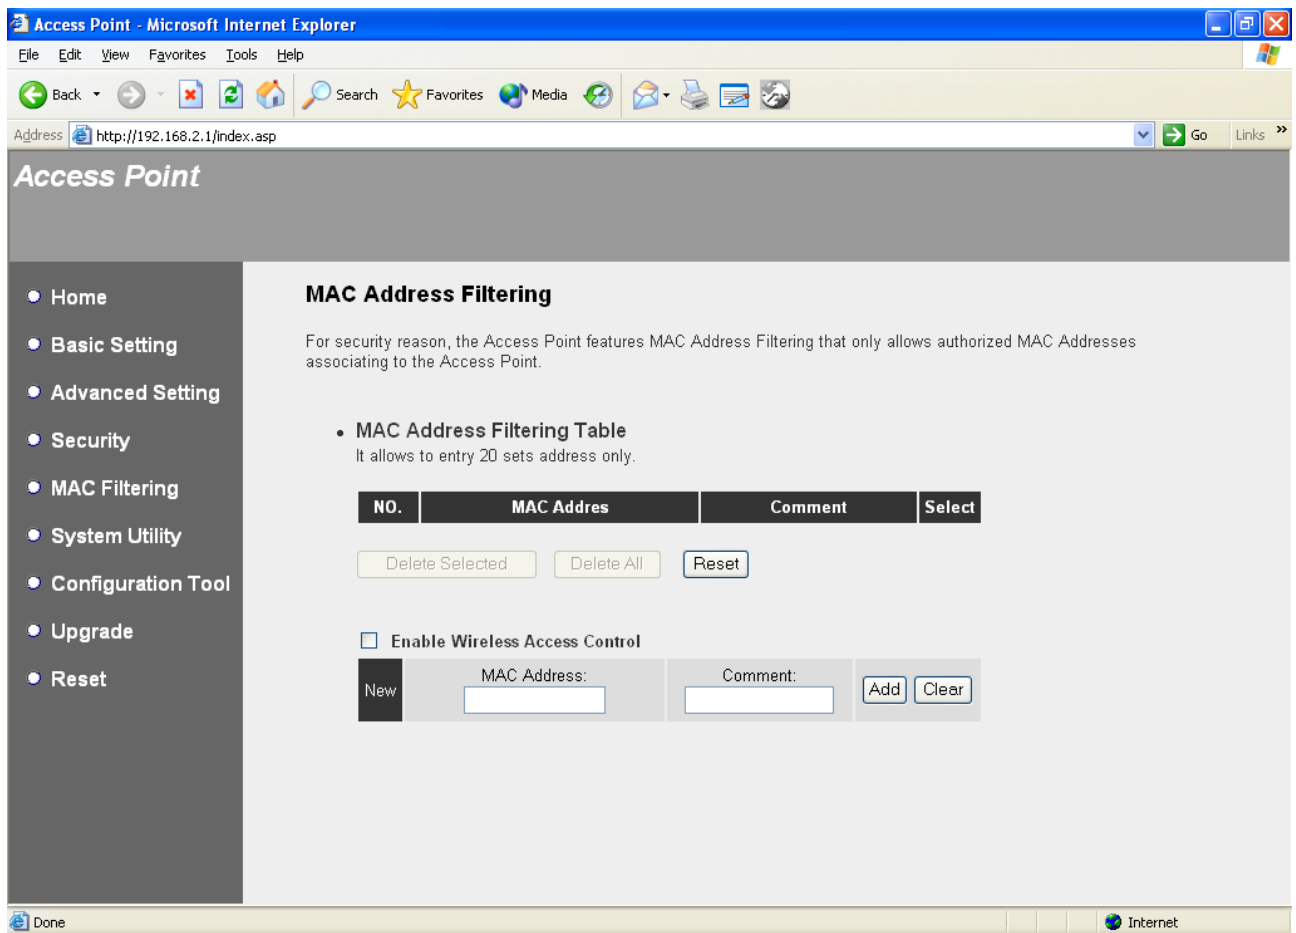 Access Point - Microsoft Internet Explorer
File Edit View Favorites Tools Help
Back Search Favorites Media
Address http://192.168.2.1/index.asp Go Links »
Access Point
Home
Basic Setting
Advanced Setting
Security
MAC Filtering
System Utility
Configuration Tool
Upgrade
Reset
MAC Address Filtering
For security reason, the Access Point features MAC Address Filtering that only allows authorized MAC Addresses
associating to the Access Point.
• MAC Address Filtering Table
It allows to entry 20 sets address only.
NO. MAC Addres Comment Select
Delete Selected Delete All Reset
Enable Wireless Access Control
New MAC Address: Comment: Add Clear
Done Internet